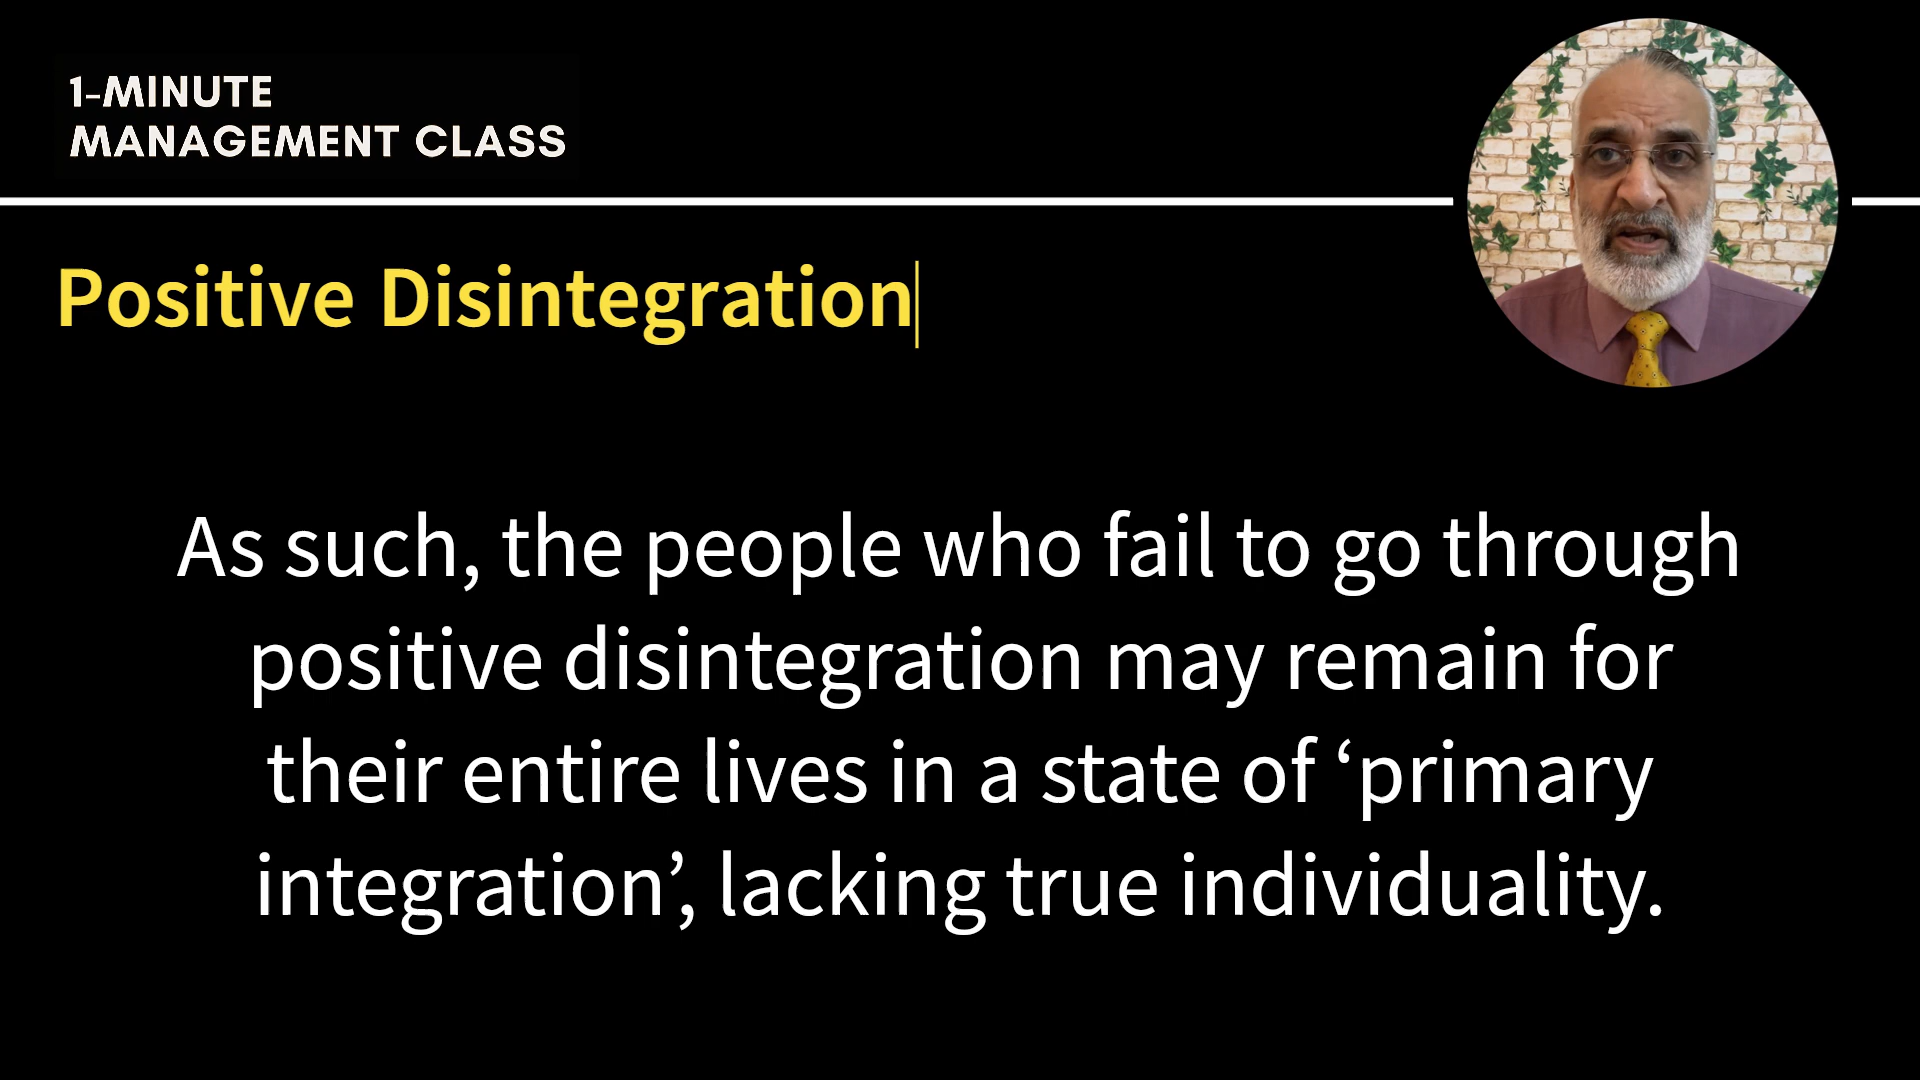 1-MINUTE
MANAGEMENT CLASS
Positive Disintegration
As such, the people who fail to go through
positive disintegration may remain for
their entire lives in a state of ‘primary
integration’, lacking true individuality.